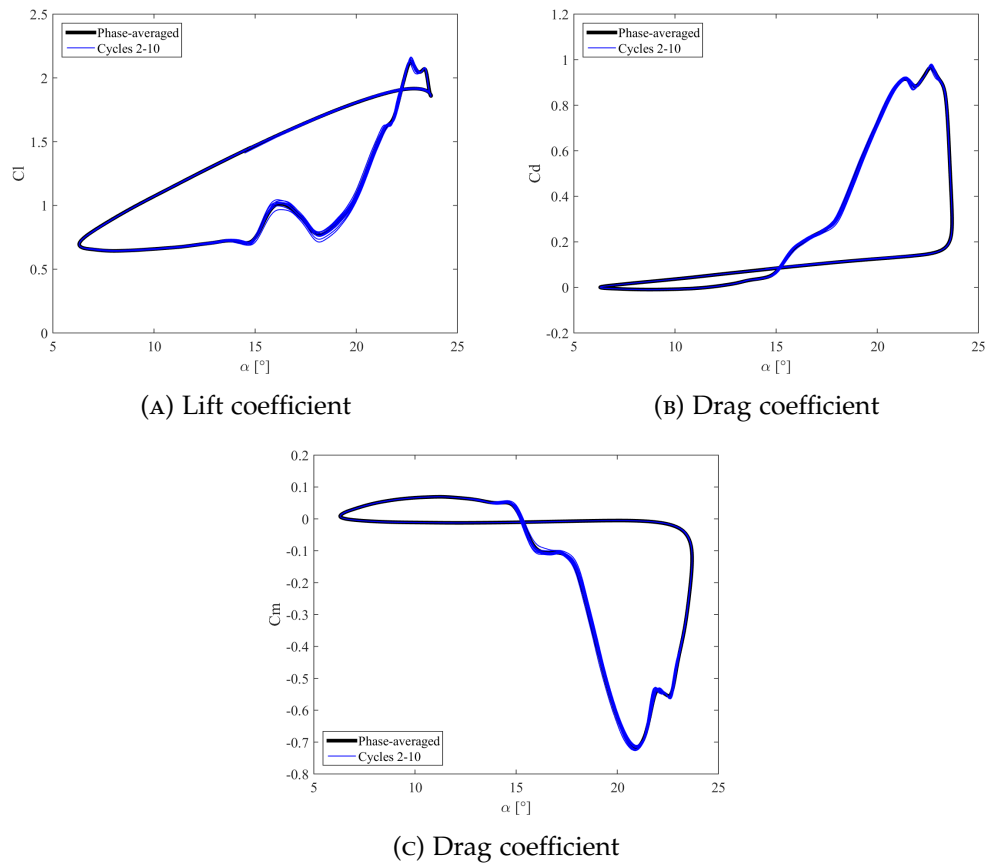 2.5
2
1.5
1
0.5
0
Cl
5
10
15
20
25
α [°]
Phase-averaged
Cycles 2-10
(A) Lift coefficient
1
0.8
0.6
0.4
0.2
0
-0.2
Cd
5
10
15
20
25
α [°]
Phase-averaged
Cycles 2-10
(B) Drag coefficient
0.2
0.1
0
-0.1
-0.2
-0.3
-0.4
-0.5
-0.6
-0.7
-0.8
Cm
5
10
15
20
25
α [°]
Phase-averaged
Cycles 2-10
(C) Drag coefficient